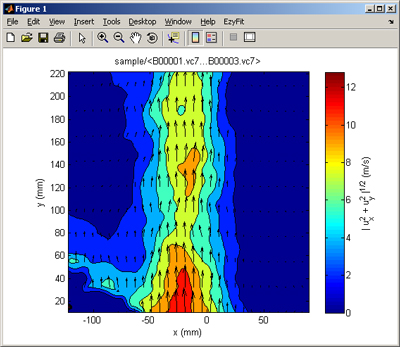 Figure 1
File Edit View Insert Tools Desktop Window Help EzyFit
sample/<B00001.vc7...B00003.vc7>
220
200
180
160
140
120
100
80
60
40
20
-100 -50 0 50
x (mm)
y (mm)
12
10
8
6
4
2
0
| u_x^2 + u_y^2 |^1/2 (m/s)